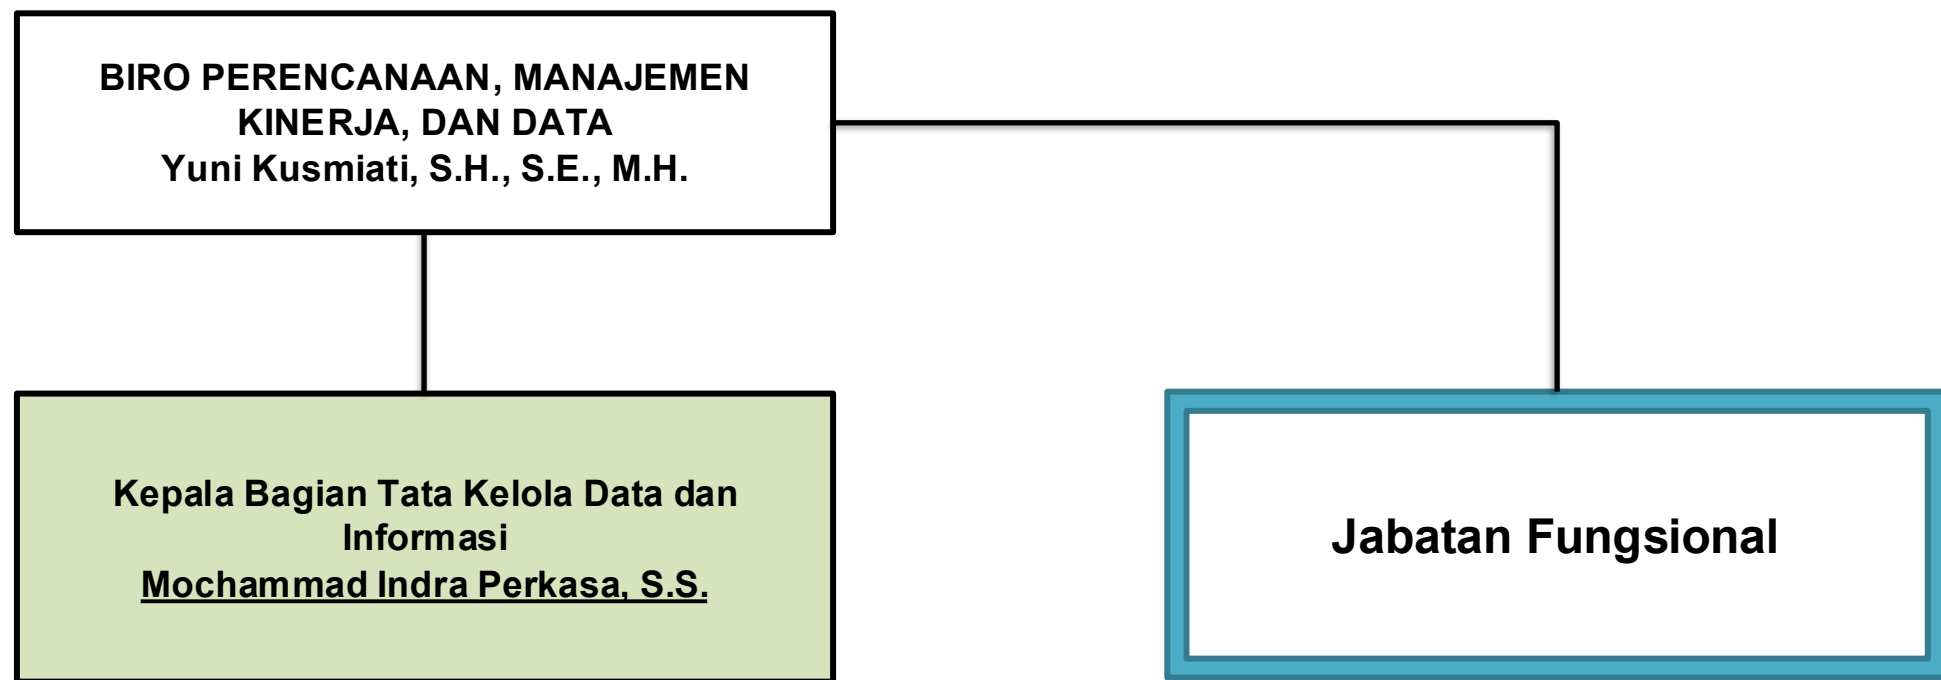 BIRO PERENCANAAN, MANAJEMEN
KINERJA, DAN DATA
Yuni Kusmiati, S.H., S.E., M.H.
Kepala Bagian Tata Kelola Data dan
Informasi
Mochammad Indra Perkasa, S.S.
Jabatan Fungsional